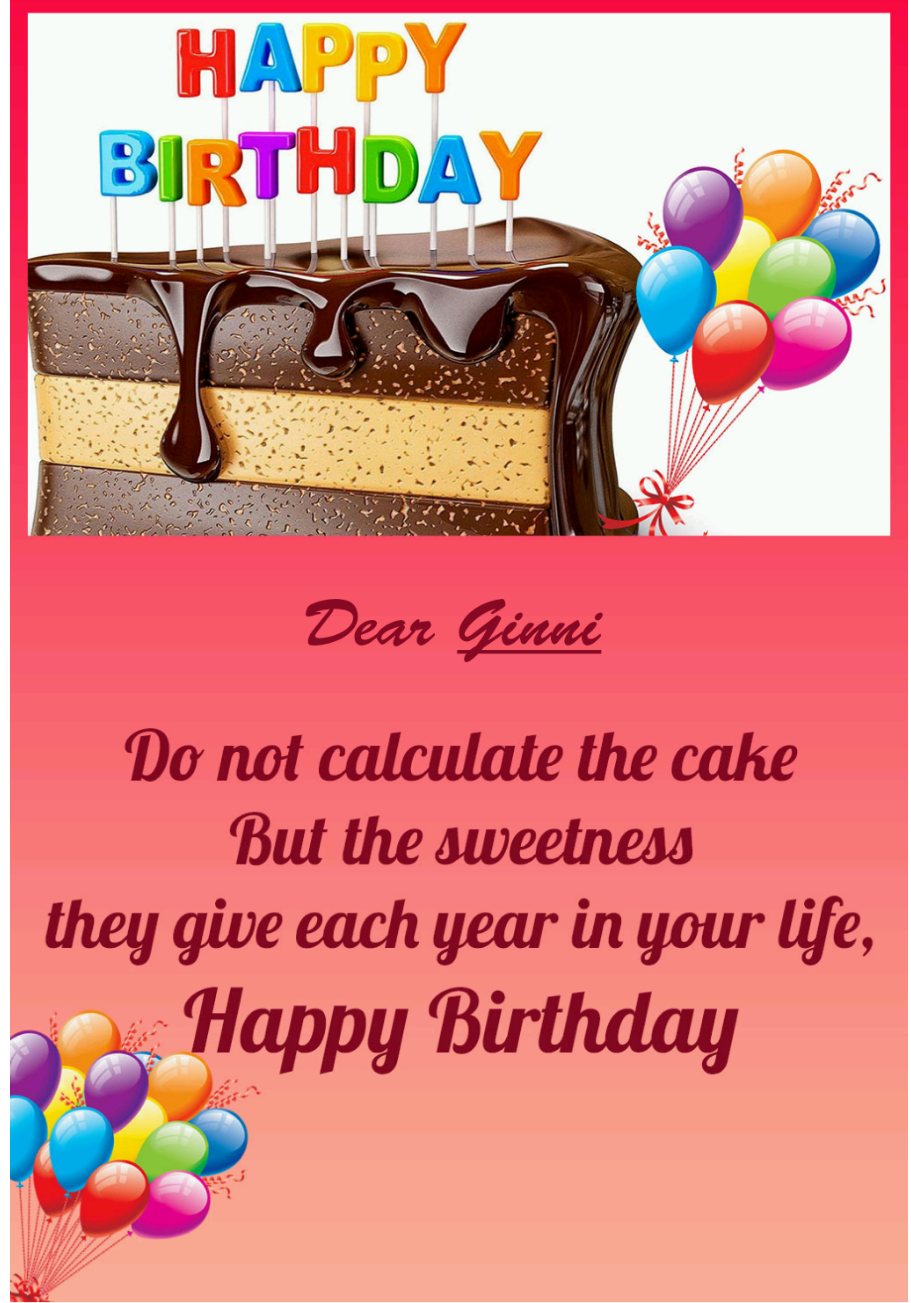 HAPPY
BIRTHDAY
Dear Ginni
Do not calculate the cake
But the sweetness
they give each year in your life,
Happy Birthday